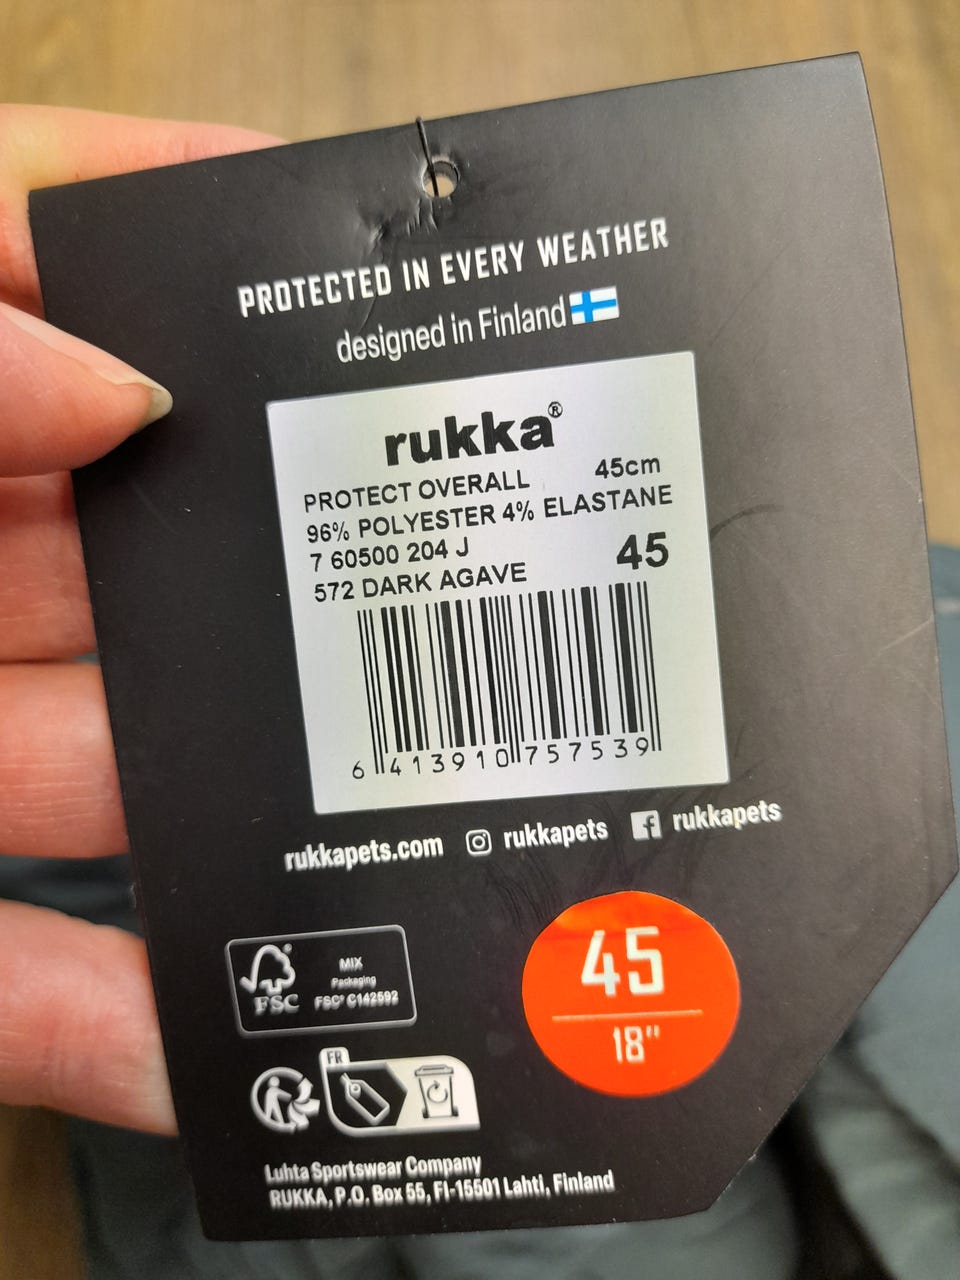 PROTECTED IN EVERY WEATHER
designed in Finland
rukka®
PROTECT OVERALL 45cm
96% POLYESTER 4% ELASTANE
7 60500 204 J 45
572 DARK AGAVE
6 413910 757539
rukkapets.com rukkapets rukkapets
45
18"
FSC®
MIX
Packaging
FSC® C142592
FR
Luhta Sportswear Company
RUKKA, P.O. Box 55, FI-15501 Lahti, Finland